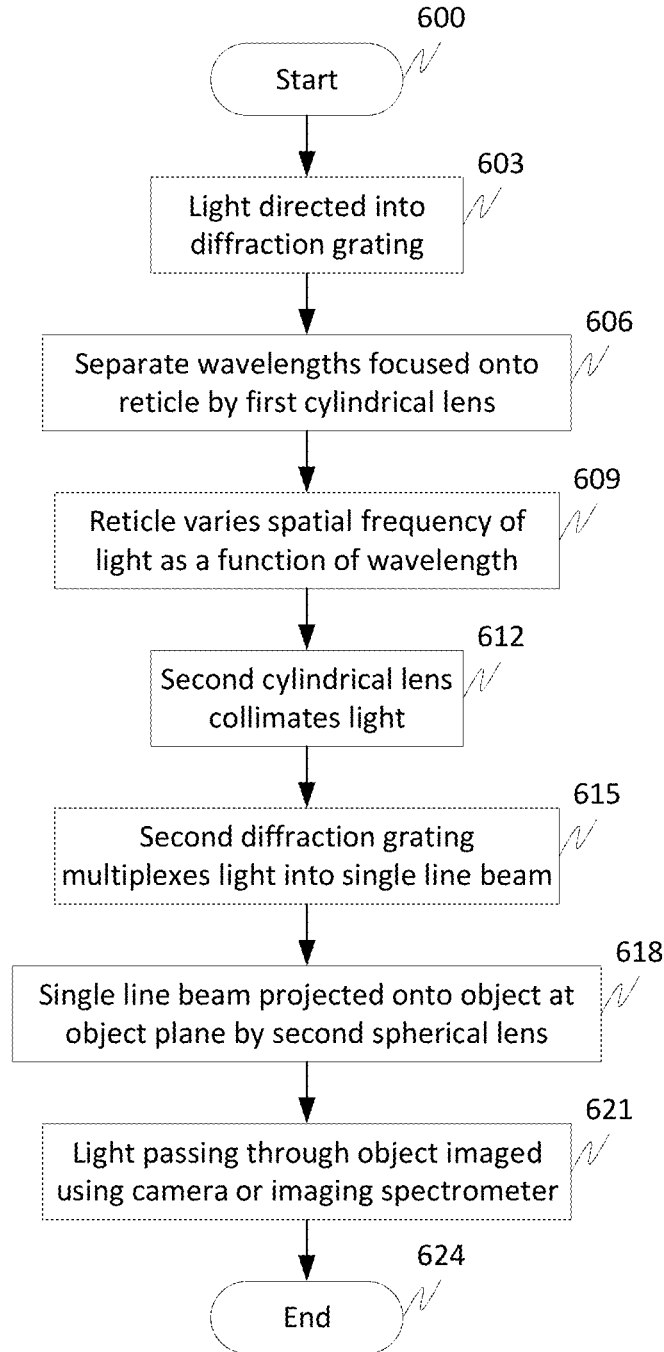 600
Start
603
Light directed into
diffraction grating
606
Separate wavelengths focused onto
reticle by first cylindrical lens
609
Reticle varies spatial frequency of
light as a function of wavelength
612
Second cylindrical lens
collimates light
615
Second diffraction grating
multiplexes light into single line beam
618
Single line beam projected onto object at
object plane by second spherical lens
621
Light passing through object imaged
using camera or imaging spectrometer
624
End